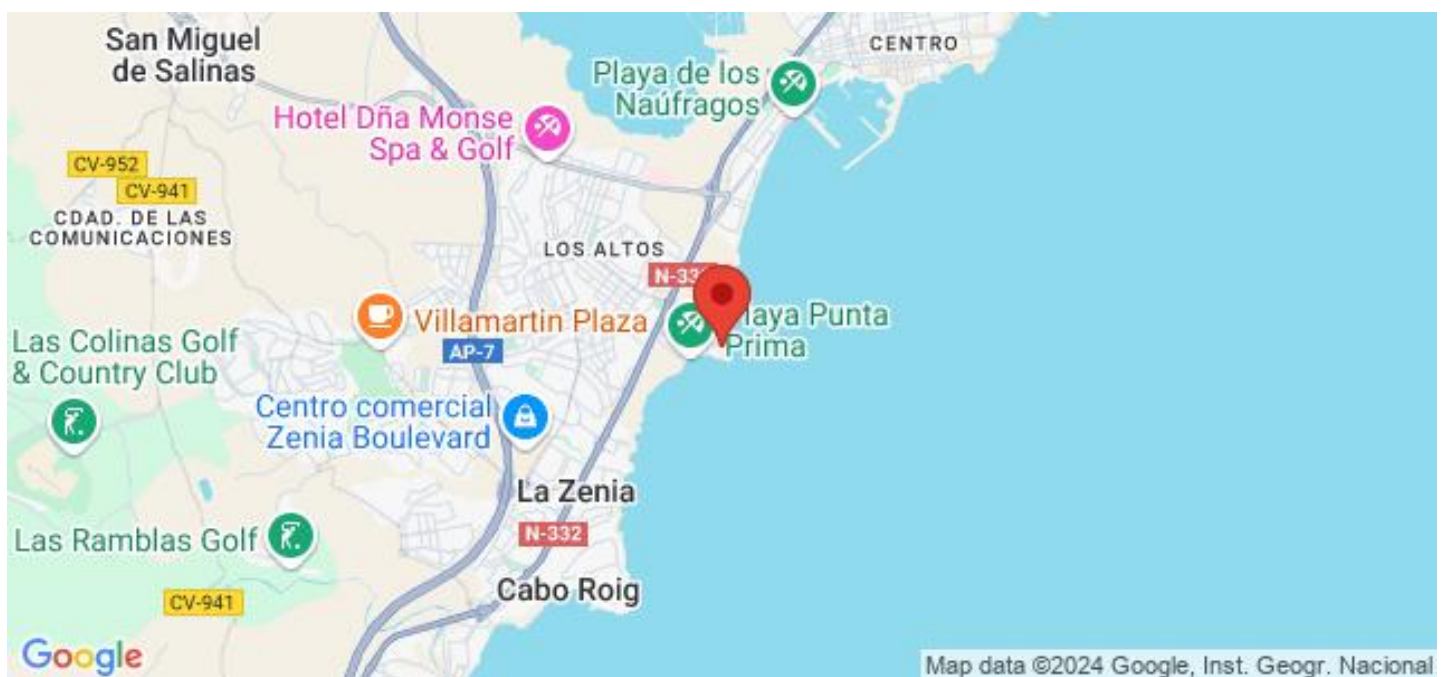 San Miguel
de Salinas
CENTRO
Playa de los
Naúfragos
Hotel Dña Monse
Spa & Golf
CV-952
CV-941
CDAD. DE LAS
COMUNICACIONES
LOS ALTOS
N-33
Villamartin Plaza
laya Punta
Prima
Las Colinas Golf
& Country Club
AP-7
Centro comercial
Zenia Boulevard
La Zenia
Las Ramblas Golf
N-332
Cabo Roig
CV-941
Google
Map data ©2024 Google, Inst. Geogr. Nacional